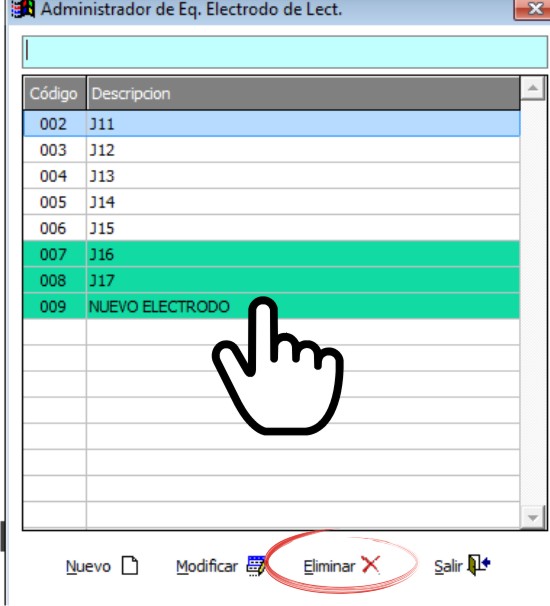 Administrador de Eq. Electrodo de Lect.
Código Descripcion
002 J11
003 J12
004 J13
005 J14
006 J15
007 J16
008 J17
009 NUEVO ELECTRODO
Nuevo Modificar Eliminar Salir